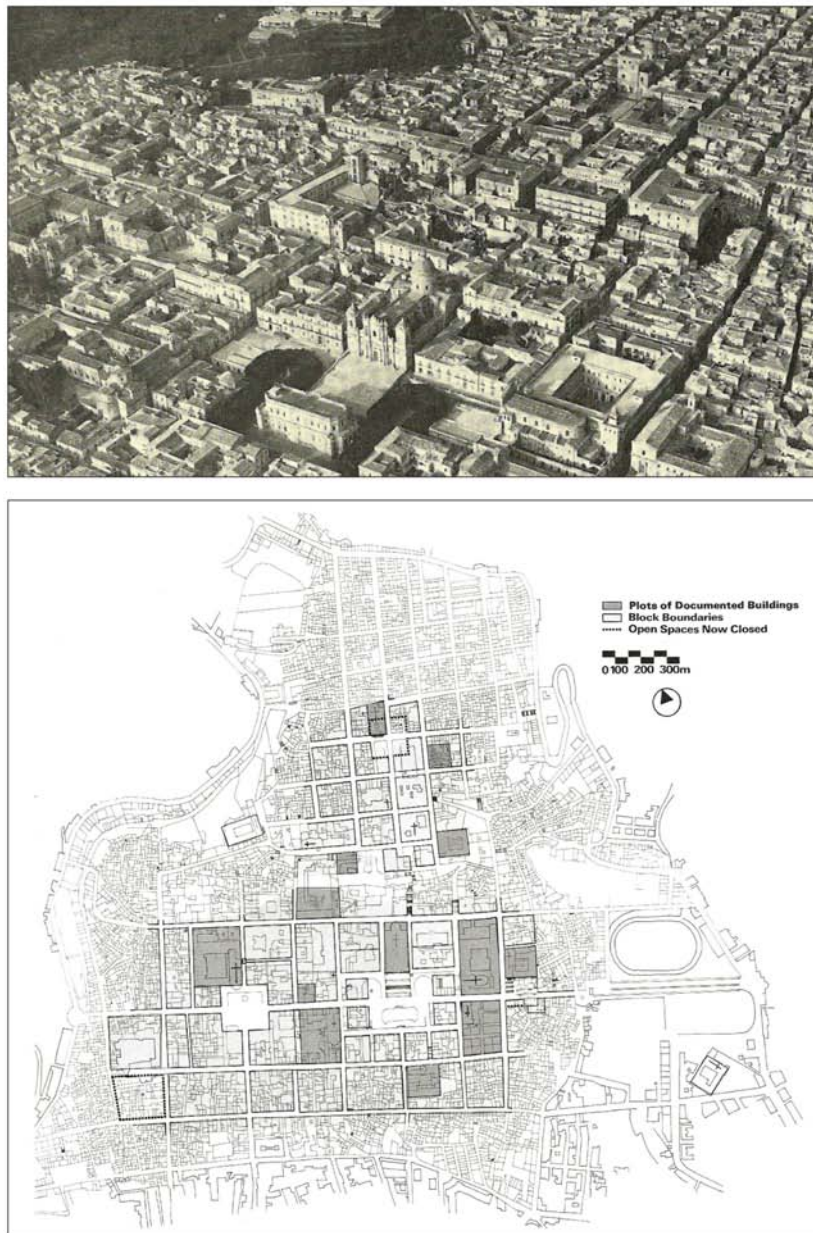 Plots of Documented Buildings
Block Boundaries
Open Spaces Now Closed
0 100 200 300m